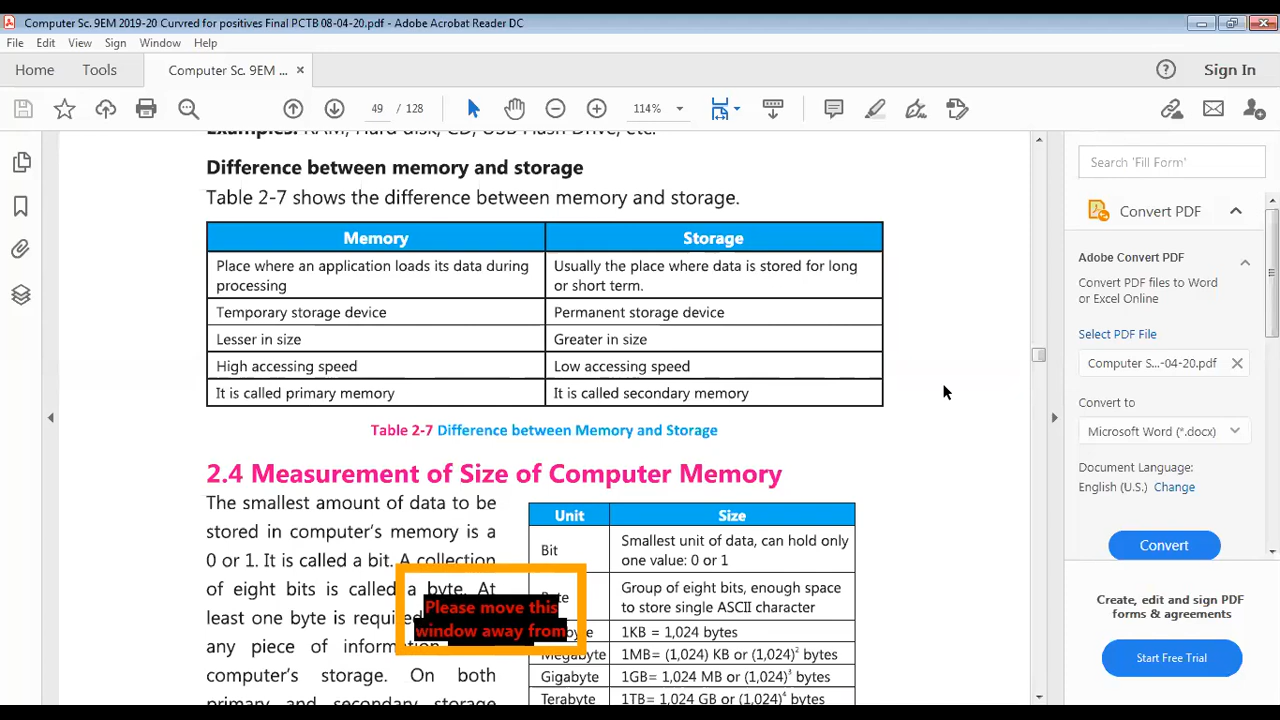 Computer Sc. 9EM 2019-20 Curvred for positives Final PCTB 08-04-20.pdf - Adobe Acrobat Reader DC
File Edit View Sign Window Help
Home Tools Computer Sc. 9EM ... × Sign In
49 / 128 114%
Difference between memory and storage
Table 2-7 shows the difference between memory and storage.
Memory Storage
Place where an application loads its data during processing
Usually the place where data is stored for long or short term.
Temporary storage device Permanent storage device
Lesser in size Greater in size
High accessing speed Low accessing speed
It is called primary memory It is called secondary memory
Table 2-7 Difference between Memory and Storage
2.4 Measurement of Size of Computer Memory
The smallest amount of data to be
stored in computer's memory is a
0 or 1. It is called a bit. A collection
of eight bits is called a byte. At
least one byte is
any piece of
computer's storage. On both
primary and secondary storage
Unit Size
Bit
Smallest unit of data, can hold only
one value: 0 or 1
Group of eight bits, enough space
to store single ASCII character
1KB = 1,024 bytes
Megabyte 1MB= (1,024) KB or (1,024)² bytes
Gigabyte 1GB= 1,024 MB or (1,024)³ bytes
Terabyte 1TB= 1,024 GB or (1,024)⁴ bytes
Please move this
window away from
Search 'Fill Form'
Convert PDF
Adobe Convert PDF
Convert PDF files to Word
or Excel Online
Select PDF File
Computer S...-04-20.pdf
Convert to
Microsoft Word (*.docx)
Document Language:
English (U.S.) Change
Convert
Create, edit and sign PDF
forms & agreements
Start Free Trial